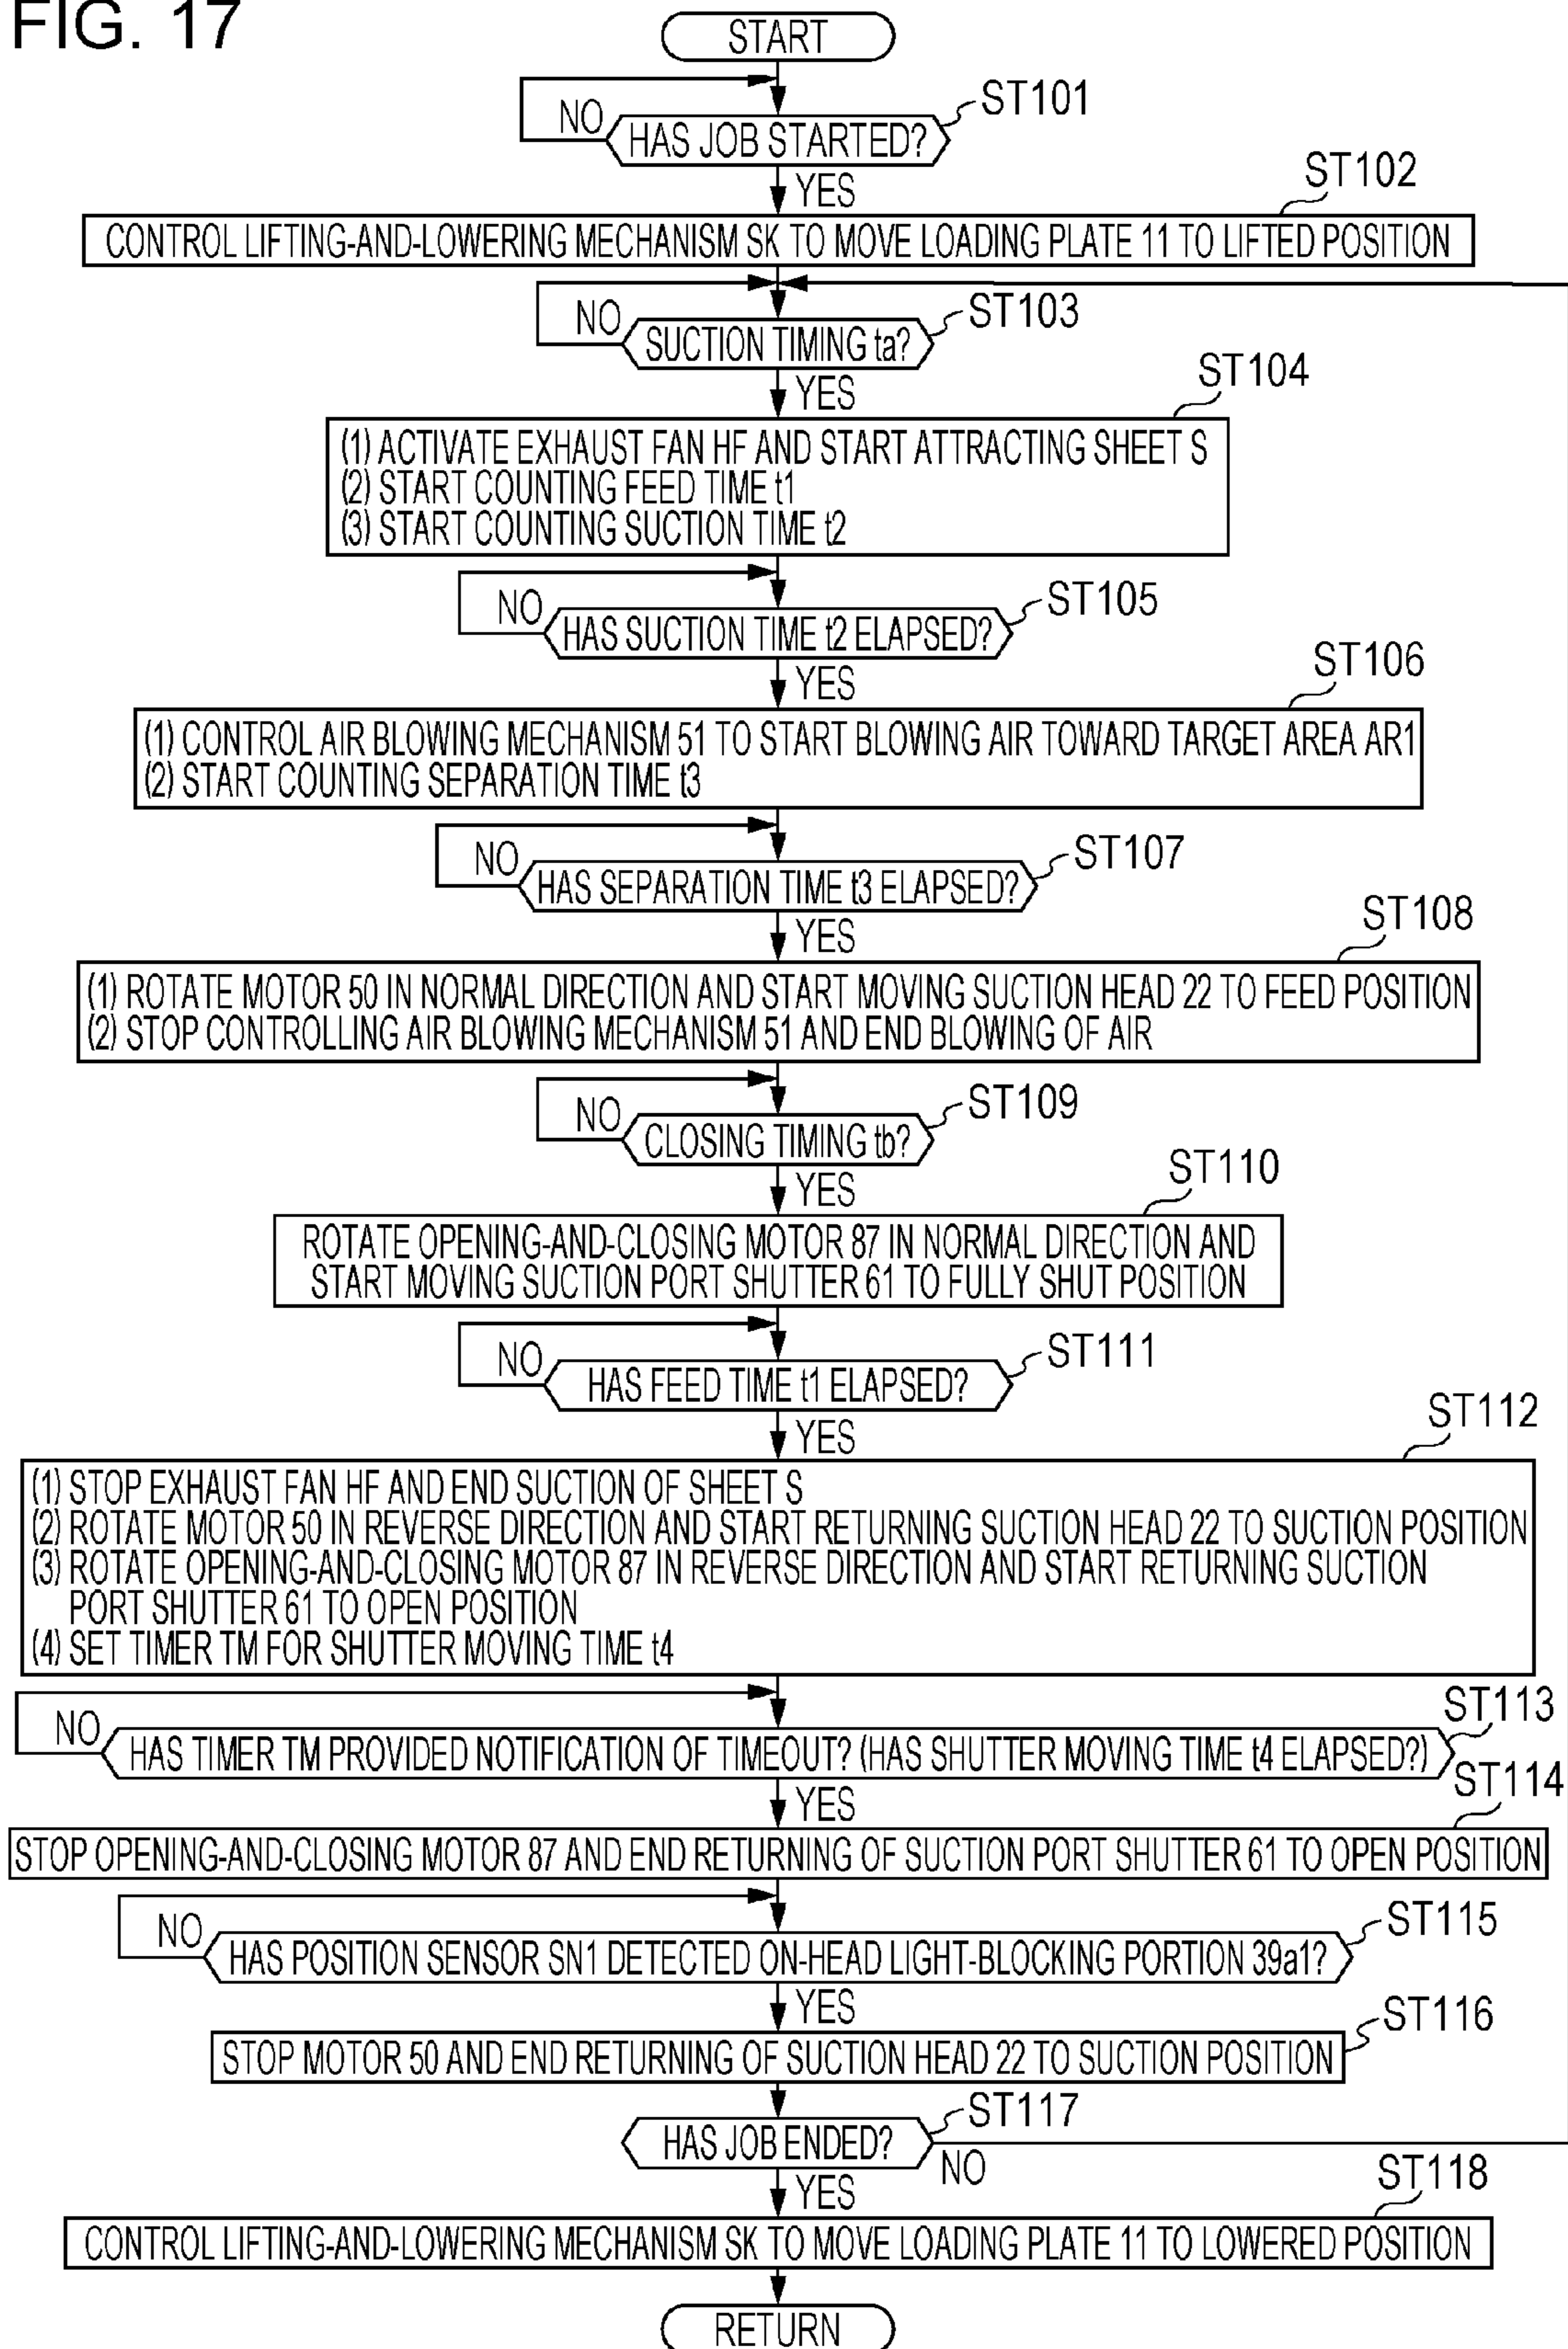 FIG. 17
START
ST101
NO
HAS JOB STARTED?
YES
ST102
CONTROL LIFTING-AND-LOWERING MECHANISM SK TO MOVE LOADING PLATE 11 TO LIFTED POSITION
ST103
NO
SUCTION TIMING ta?
YES
ST104
(1) ACTIVATE EXHAUST FAN HF AND START ATTRACTING SHEET S
(2) START COUNTING FEED TIME t1
(3) START COUNTING SUCTION TIME t2
ST105
NO
HAS SUCTION TIME t2 ELAPSED?
YES
ST106
(1) CONTROL AIR BLOWING MECHANISM 51 TO START BLOWING AIR TOWARD TARGET AREA AR1
(2) START COUNTING SEPARATION TIME t3
ST107
NO
HAS SEPARATION TIME t3 ELAPSED?
YES
ST108
(1) ROTATE MOTOR 50 IN NORMAL DIRECTION AND START MOVING SUCTION HEAD 22 TO FEED POSITION
(2) STOP CONTROLLING AIR BLOWING MECHANISM 51 AND END BLOWING OF AIR
ST109
NO
CLOSING TIMING tb?
YES
ST110
ROTATE OPENING-AND-CLOSING MOTOR 87 IN NORMAL DIRECTION AND
START MOVING SUCTION PORT SHUTTER 61 TO FULLY SHUT POSITION
ST111
NO
HAS FEED TIME t1 ELAPSED?
YES
ST112
(1) STOP EXHAUST FAN HF AND END SUCTION OF SHEET S
(2) ROTATE MOTOR 50 IN REVERSE DIRECTION AND START RETURNING SUCTION HEAD 22 TO SUCTION POSITION
(3) ROTATE OPENING-AND-CLOSING MOTOR 87 IN REVERSE DIRECTION AND START RETURNING SUCTION
PORT SHUTTER 61 TO OPEN POSITION
(4) SET TIMER TM FOR SHUTTER MOVING TIME t4
ST113
NO
HAS TIMER TM PROVIDED NOTIFICATION OF TIMEOUT? (HAS SHUTTER MOVING TIME t4 ELAPSED?)
YES
ST114
STOP OPENING-AND-CLOSING MOTOR 87 AND END RETURNING OF SUCTION PORT SHUTTER 61 TO OPEN POSITION
ST115
NO
HAS POSITION SENSOR SN1 DETECTED ON-HEAD LIGHT-BLOCKING PORTION 39a1?
YES
ST116
STOP MOTOR 50 AND END RETURNING OF SUCTION HEAD 22 TO SUCTION POSITION
ST117
HAS JOB ENDED?
NO
YES
ST118
CONTROL LIFTING-AND-LOWERING MECHANISM SK TO MOVE LOADING PLATE 11 TO LOWERED POSITION
RETURN